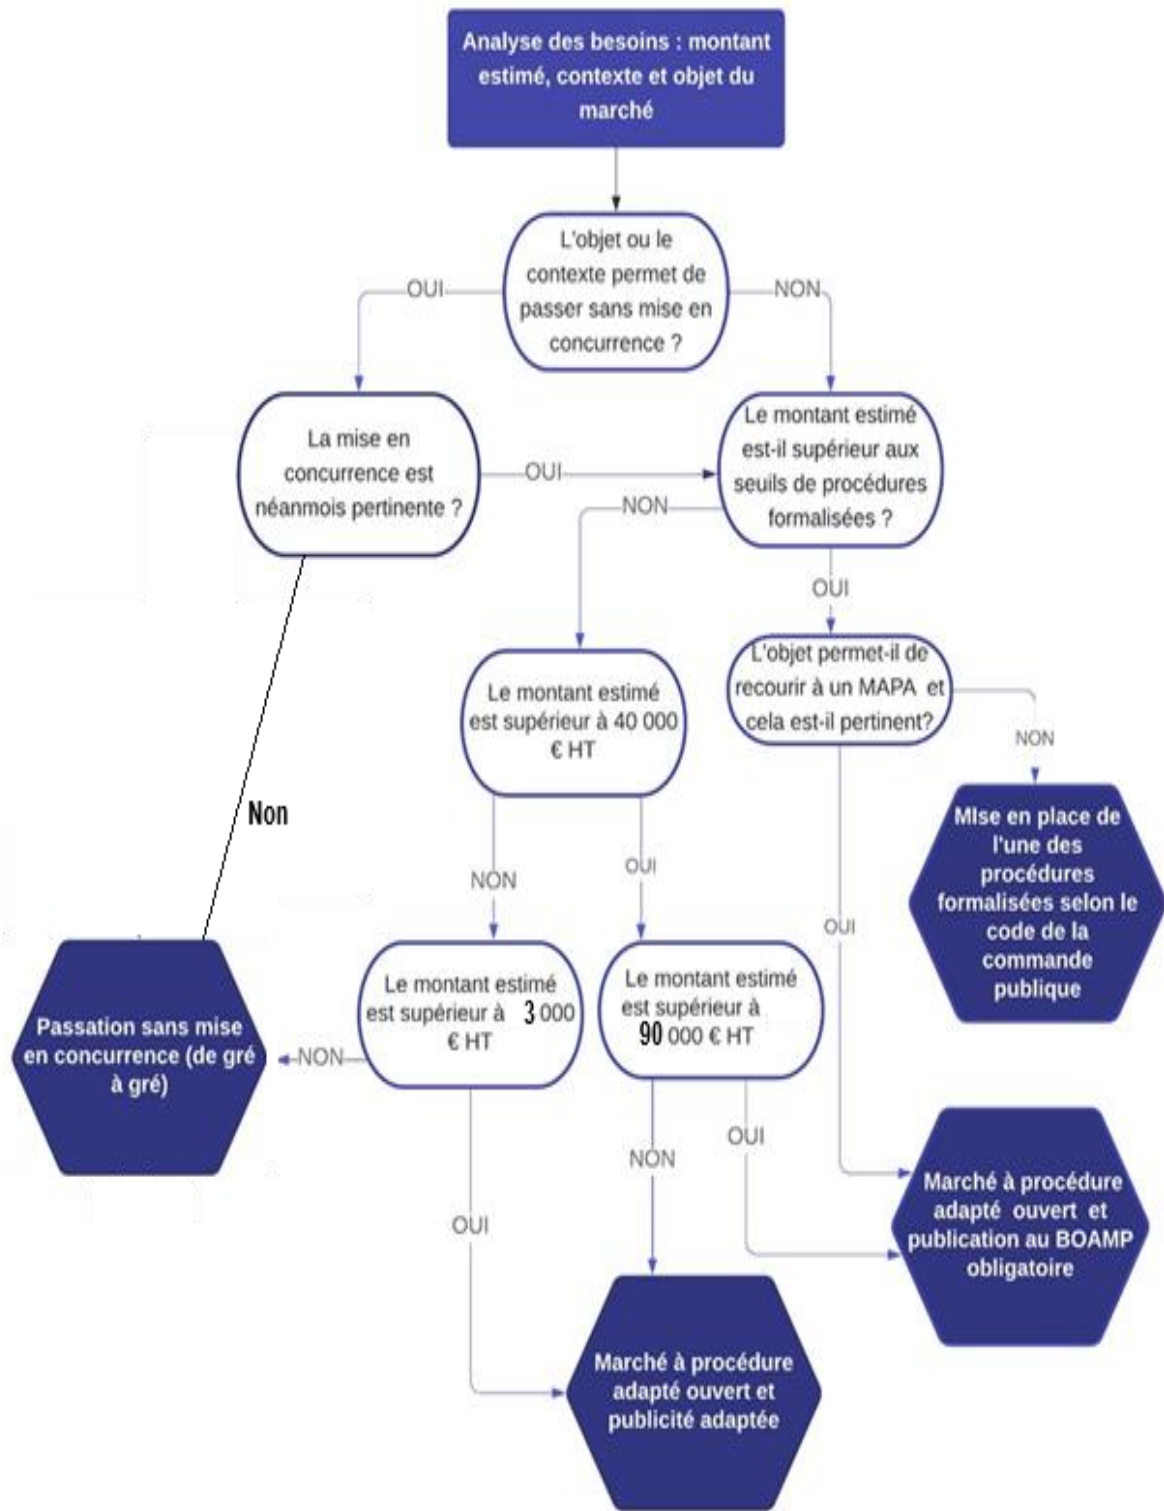 Analyse des besoins : montant
estimé, contexte et objet du
marché
L'objet ou le
contexte permet de
passer sans mise en
concurrence ?
OUI
NON
La mise en
concurrence est
néanmois pertinente ?
OUI
Le montant estimé
est-il supérieur aux
seuils de procédures
formalisées ?
NON
OUI
L'objet permet-il de
recourir à un MAPA et
cela est-il pertinent?
Le montant estimé
est supérieur à 40 000
€ HT
NON
MIse en place de
l'une des
procédures
formalisées selon le
code de la
commande
publique
Non
NON
OUI
OUI
Le montant estimé
est supérieur à 3 000
€ HT
Le montant estimé
est supérieur à
90 000 € HT
Passation sans mise
en concurrence (de gré
à gré)
NON
OUI
NON
OUI
Marché à procédure
adapté ouvert et
publication au BOAMP
obligatoire
Marché à procédure
adapté ouvert et
publicité adaptée